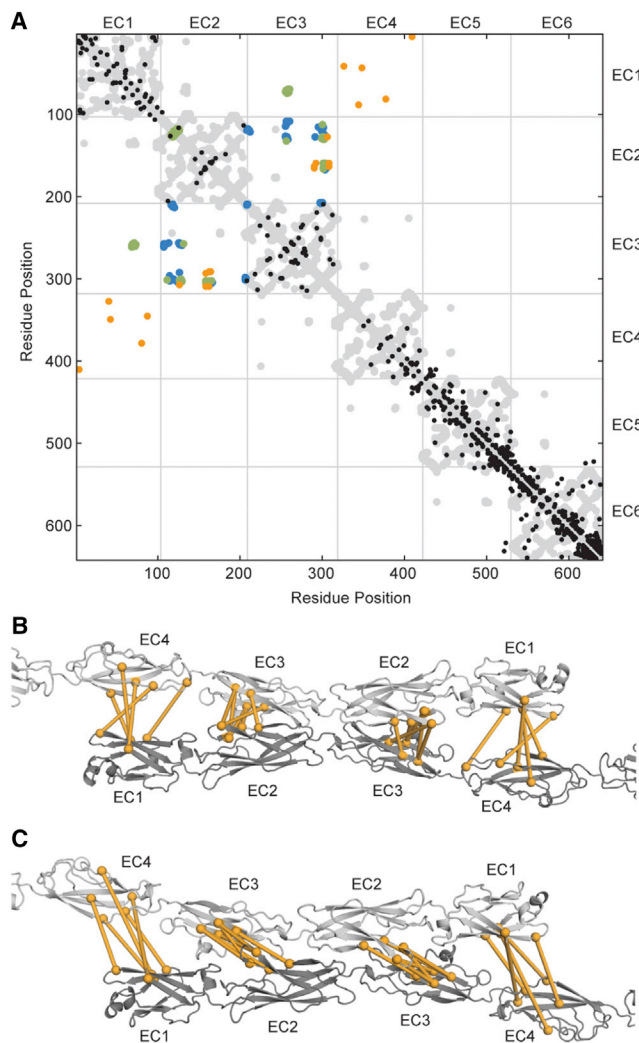 A
EC1 EC2 EC3 EC4 EC5 EC6
100
200
300
400
500
600
Residue Position
EC1
EC2
EC3
EC4
EC5
EC6
100 200 300 400 500 600
Residue Position
B
EC4
EC3
EC2
EC1
EC1
EC2
EC3
EC4
C
EC4
EC3
EC2
EC1
EC1
EC2
EC3
EC4